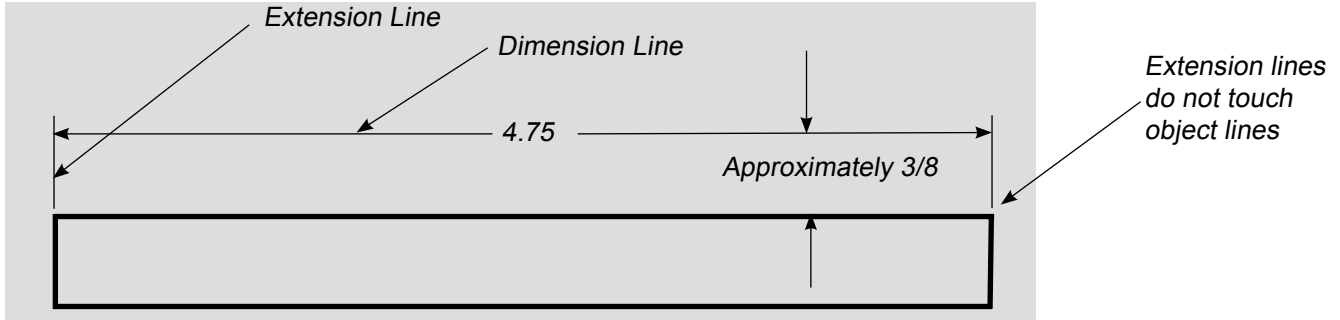 Extension Line
Dimension Line
Extension lines
do not touch
object lines
4.75
Approximately 3/8